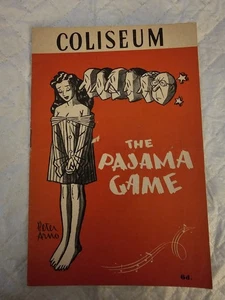 COLISEUM
THE
PAJAMA
GAME
Peter
Arno
6d.